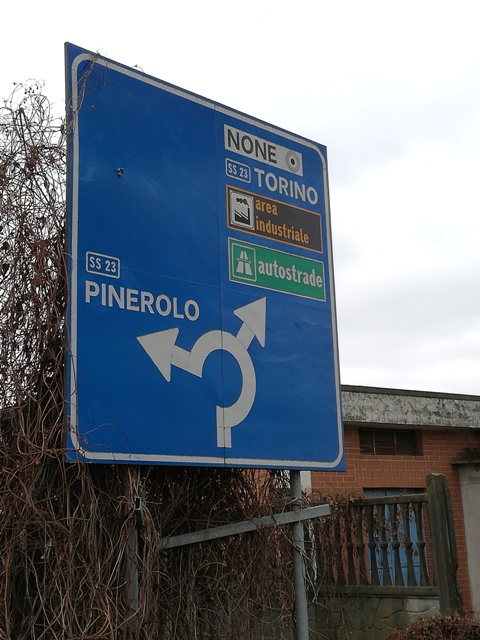 NONE
SS 23 TORINO
area
industriale
autostrade
SS 23
PINEROLO